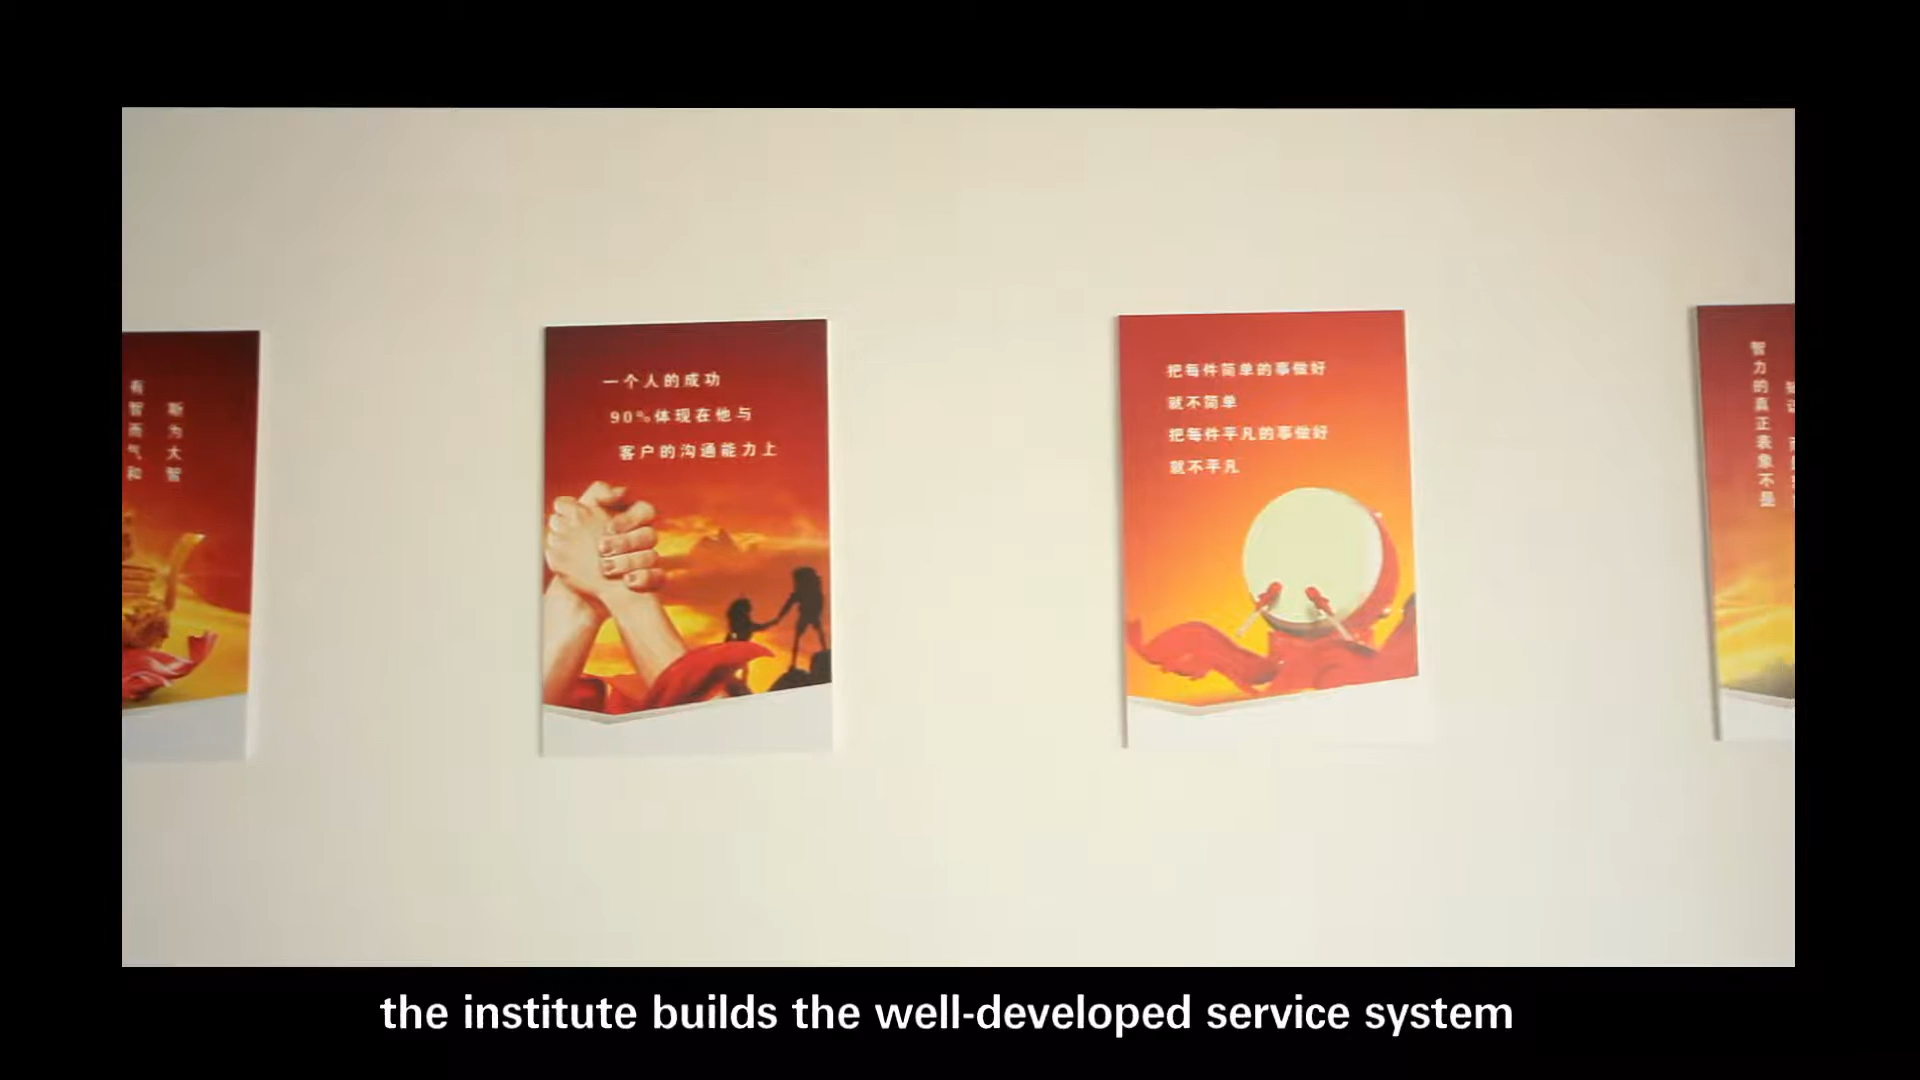 有智而气和
斯为大智
一个人的成功
90%体现在他与
客户的沟通能力上
把每件简单的事做好
就不简单
把每件平凡的事做好
就不平凡
智力的真正表象不是
the institute builds the well-developed service system